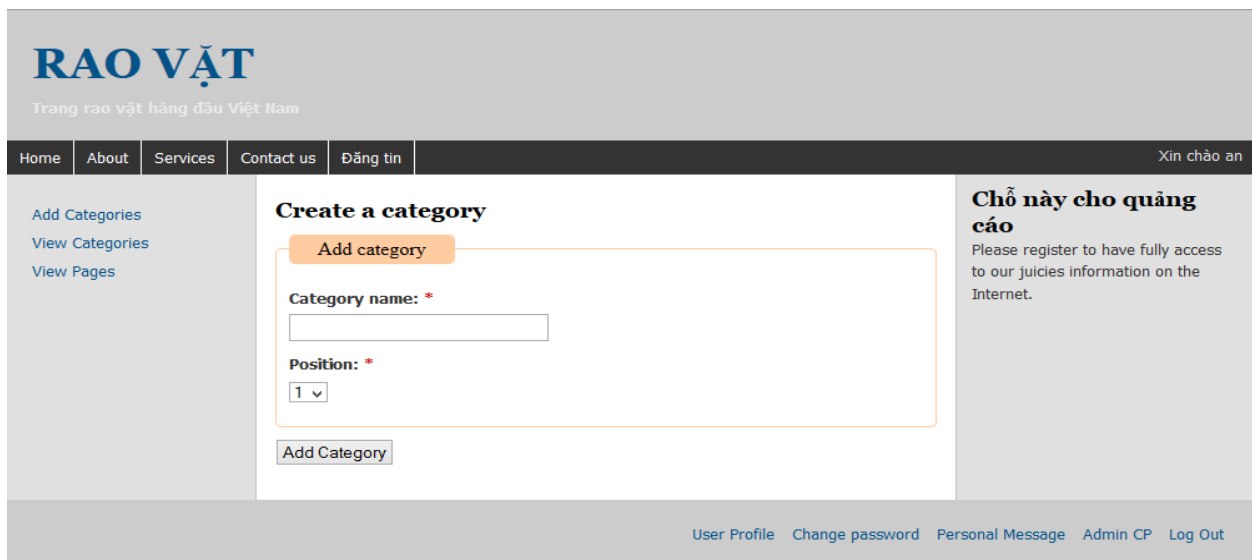 RAO VẶT
Trang rao vặt hàng đầu Việt Nam
Home About Services Contact us Đăng tin Xin chào an
Add Categories
View Categories
View Pages
Create a category
Add category
Category name: *
Position: *
1
Add Category
Chỗ này cho quảng
cáo
Please register to have fully access
to our juicies information on the
Internet.
User Profile Change password Personal Message Admin CP Log Out